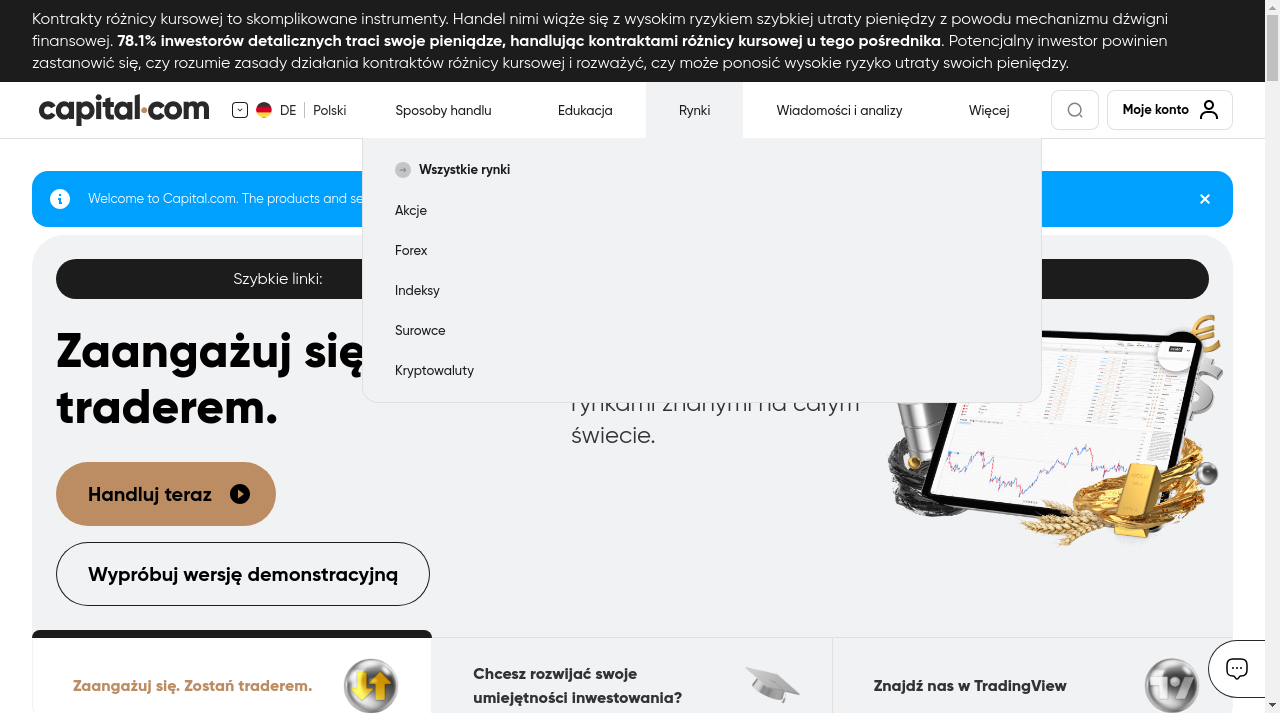 Kontrakty różnicy kursowej to skomplikowane instrumenty. Handel nimi wiąże się z wysokim ryzykiem szybkiej utraty pieniędzy z powodu mechanizmu dźwigni
finansowej. 78.1% inwestorów detalicznych traci swoje pieniądze, handlując kontraktami różnicy kursowej u tego pośrednika. Potencjalny inwestor powinien
zastanowić się, czy rozumie zasady działania kontraktów różnicy kursowej i rozważyć, czy może ponosić wysokie ryzyko utraty swoich pieniędzy.
capital.com
DE
Polski
Sposoby handlu
Edukacja
Rynki
Wiadomości i analizy
Więcej
Moje konto
Wszystkie rynki
Akcje
Forex
Indeksy
Surowce
Kryptowaluty
Welcome to Capital.com. The products and se
Szybkie linki:
Zaangażuj się
traderem.
rynkami znanymi na całym
świecie.
Handluj teraz
Wypróbuj wersję demonstracyjną
Zaangażuj się. Zostań traderem.
Chcesz rozwijać swoje
umiejętności inwestowania?
Znajdź nas w TradingView